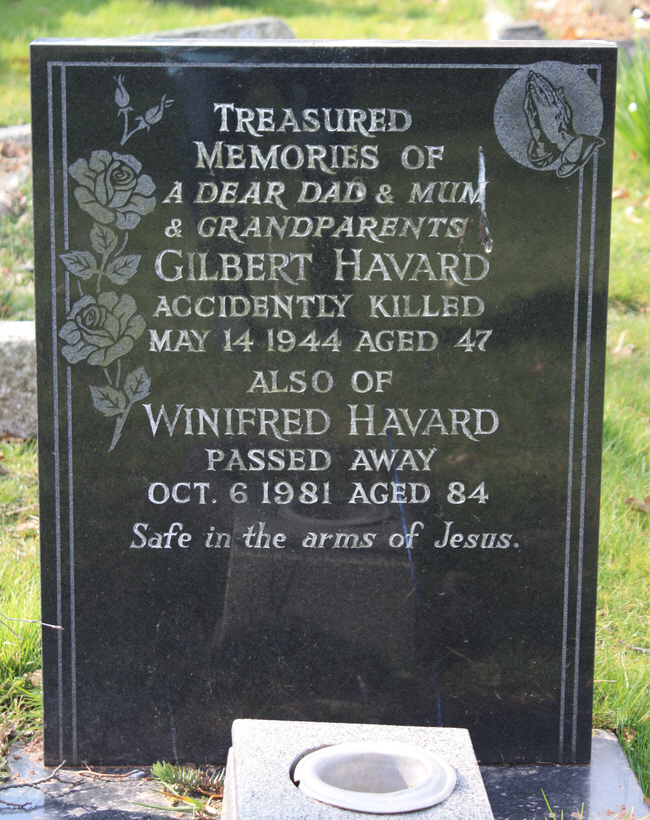 TREASURED
MEMORIES OF
A DEAR DAD & MUM
& GRANDPARENTS
GILBERT HAVARD
ACCIDENTLY KILLED
MAY 14 1944 AGED 47
ALSO OF
WINIFRED HAVARD
PASSED AWAY
OCT. 6 1981 AGED 84
Safe in the arms of Jesus.